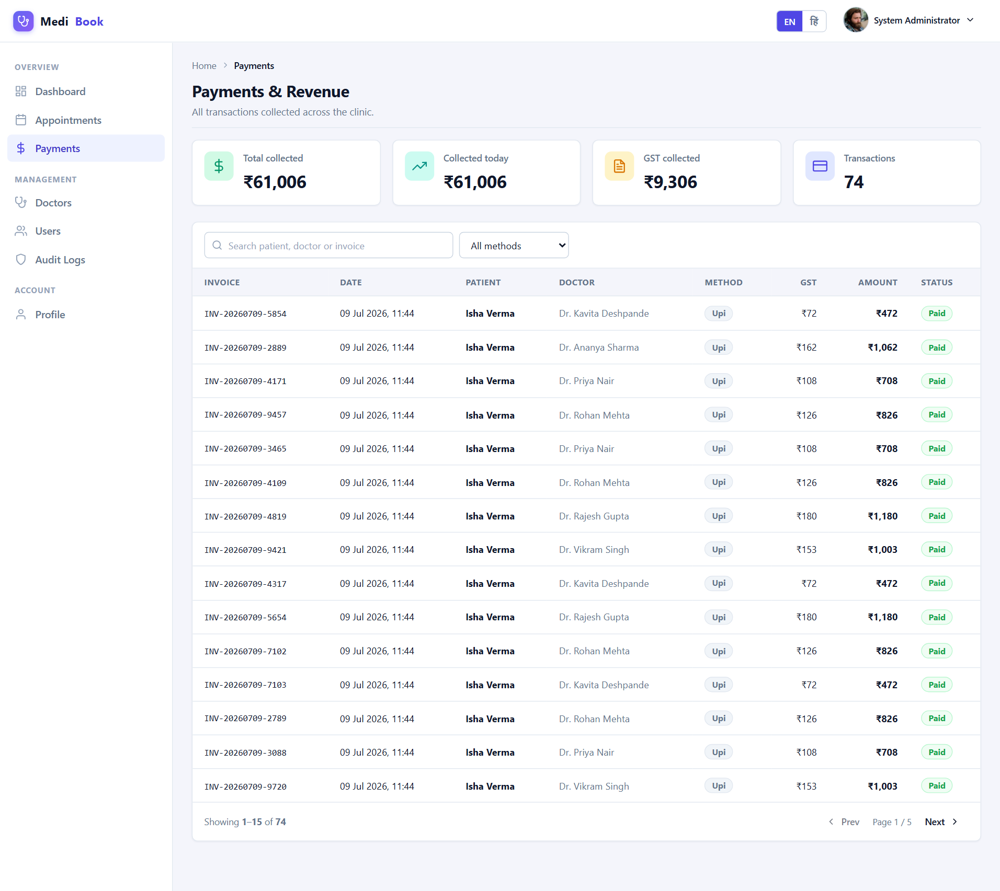 Medi Book
EN हिं System Administrator
OVERVIEW
Dashboard
Appointments
Payments
MANAGEMENT
Doctors
Users
Audit Logs
ACCOUNT
Profile
Home > Payments
Payments & Revenue
All transactions collected across the clinic.
Total collected
₹61,006
Collected today
₹61,006
GST collected
₹9,306
Transactions
74
Search patient, doctor or invoice
All methods
INVOICE DATE PATIENT DOCTOR METHOD GST AMOUNT STATUS
INV-20260709-5854 09 Jul 2026, 11:44 Isha Verma Dr. Kavita Deshpande Upi ₹72 ₹472 Paid
INV-20260709-2889 09 Jul 2026, 11:44 Isha Verma Dr. Ananya Sharma Upi ₹162 ₹1,062 Paid
INV-20260709-4171 09 Jul 2026, 11:44 Isha Verma Dr. Priya Nair Upi ₹108 ₹708 Paid
INV-20260709-9457 09 Jul 2026, 11:44 Isha Verma Dr. Rohan Mehta Upi ₹126 ₹826 Paid
INV-20260709-3465 09 Jul 2026, 11:44 Isha Verma Dr. Priya Nair Upi ₹108 ₹708 Paid
INV-20260709-4109 09 Jul 2026, 11:44 Isha Verma Dr. Rohan Mehta Upi ₹126 ₹826 Paid
INV-20260709-4819 09 Jul 2026, 11:44 Isha Verma Dr. Rajesh Gupta Upi ₹180 ₹1,180 Paid
INV-20260709-9421 09 Jul 2026, 11:44 Isha Verma Dr. Vikram Singh Upi ₹153 ₹1,003 Paid
INV-20260709-4317 09 Jul 2026, 11:44 Isha Verma Dr. Kavita Deshpande Upi ₹72 ₹472 Paid
INV-20260709-5654 09 Jul 2026, 11:44 Isha Verma Dr. Rajesh Gupta Upi ₹180 ₹1,180 Paid
INV-20260709-7102 09 Jul 2026, 11:44 Isha Verma Dr. Rohan Mehta Upi ₹126 ₹826 Paid
INV-20260709-7103 09 Jul 2026, 11:44 Isha Verma Dr. Kavita Deshpande Upi ₹72 ₹472 Paid
INV-20260709-2789 09 Jul 2026, 11:44 Isha Verma Dr. Rohan Mehta Upi ₹126 ₹826 Paid
INV-20260709-3088 09 Jul 2026, 11:44 Isha Verma Dr. Priya Nair Upi ₹108 ₹708 Paid
INV-20260709-9720 09 Jul 2026, 11:44 Isha Verma Dr. Vikram Singh Upi ₹153 ₹1,003 Paid
Showing 1–15 of 74
Prev Page 1 / 5 Next